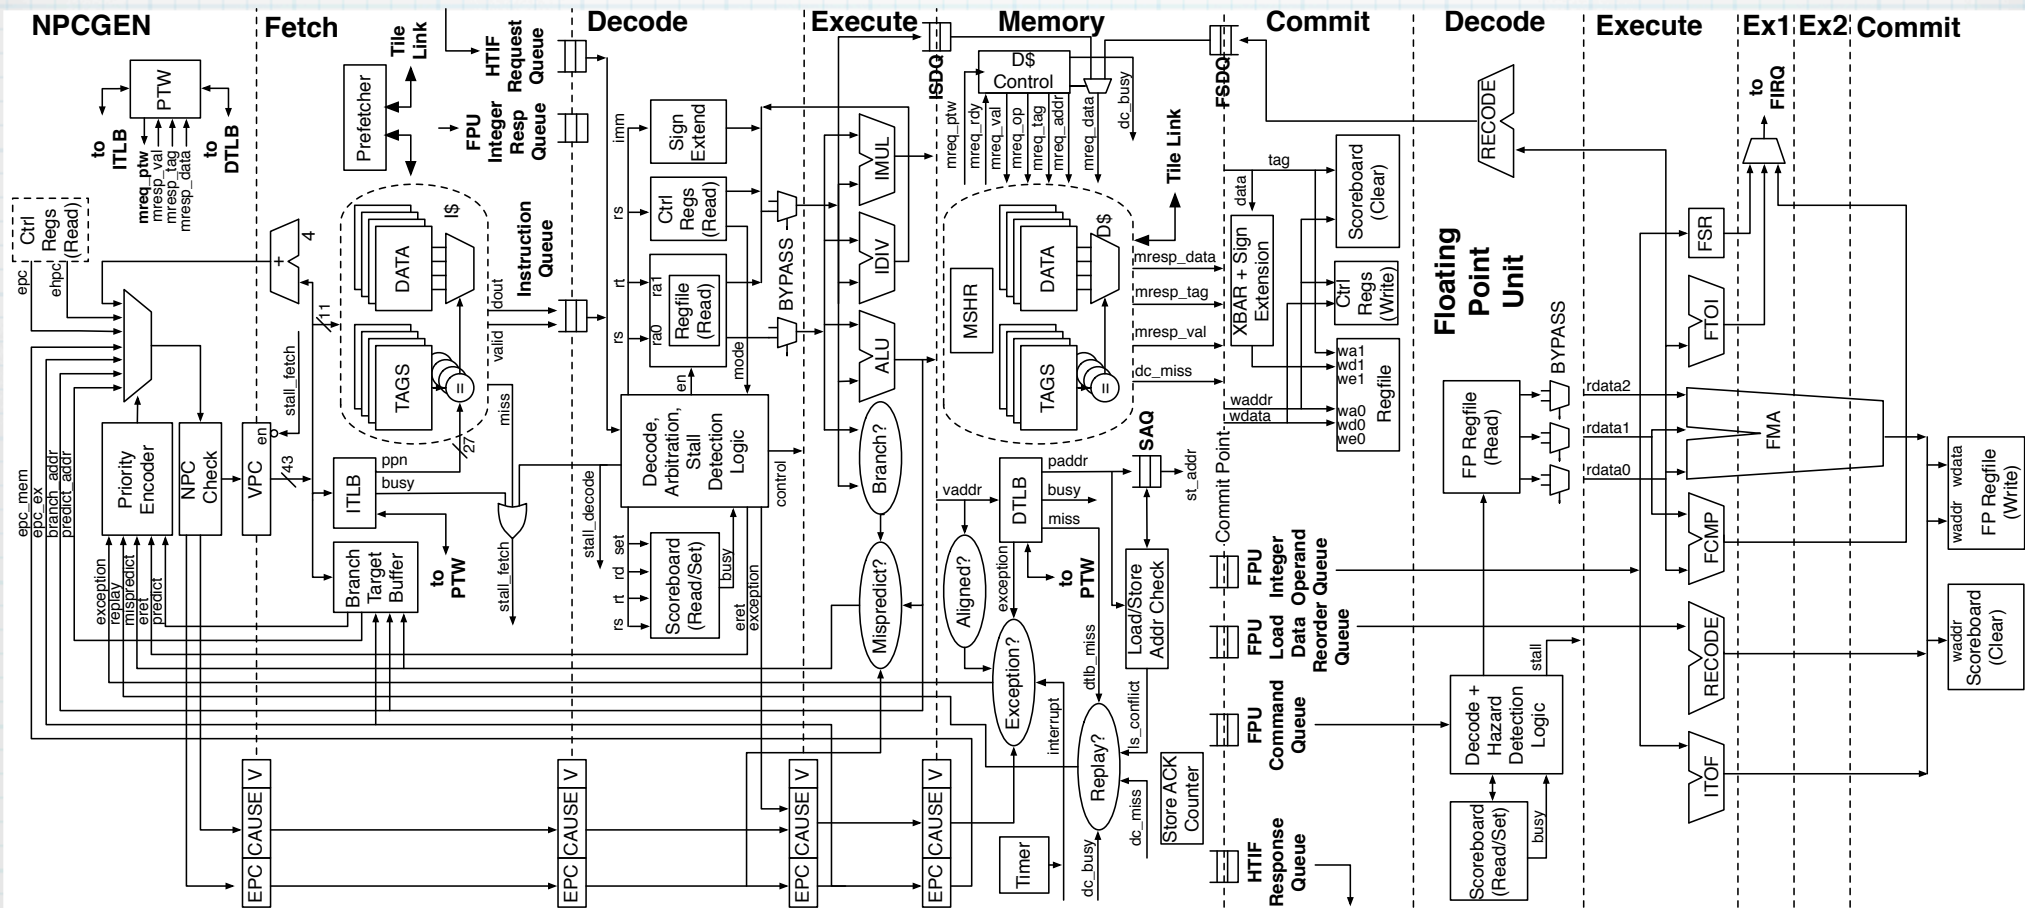 NPCGEN
Fetch
Decode
Execute
Memory
Commit
Decode
Execute
Ex1
Ex2
Commit
PTW
to
ITLB
mreq_ptw
mresp_val
mresp_tag
mresp_data
to
DTLB
Ctrl
Regs
(Read)
epc
ehpc
epc_mem
epc_ex
branch_addr
predict_addr
Priority
Encoder
NPC
Check
exception
replay
mispredict
eret
predict
VPC
en
43
stall_fetch
+
4
11
Prefetcher
Tile
Link
I$
DATA
TAGS
=
27
ITLB
ppn
busy
to
PTW
Branch
Target
Buffer
miss
stall_fetch
dout
valid
Instruction
Queue
HTIF
Request
Queue
FPU
Integer
Resp
Queue
imm
rs
rt
rs
Sign
Extend
Ctrl
Regs
(Read)
ra1
ra0
Regfile
(Read)
en
mode
Decode,
Arbitration,
Stall
Detection
Logic
control
stall_decode
set
rd
rt
rs
Scoreboard
(Read/Set)
busy
eret
exception
BYPASS
IMUL
IDIV
ALU
Branch?
Mispredict?
ISDQ
D$
Control
mreq_ptw
mreq_rdy
mreq_val
mreq_op
mreq_tag
mreq_addr
mreq_data
dc_busy
Tile Link
MSHR
D$
DATA
TAGS
=
mresp_data
mresp_tag
mresp_val
dc_miss
vaddr
DTLB
paddr
busy
miss
SAQ
st_addr
Aligned?
exception
to
PTW
Load/Store
Addr Check
Exception?
dtlb_miss
ls_conflict
interrupt
Replay?
dc_miss
dc_busy
Store ACK
Counter
Timer
EPC CAUSE V
EPC CAUSE V
EPC CAUSE V
EPC CAUSE V
FSDQ
Commit Point
tag
data
XBAR + Sign
Extension
Scoboard
Scoreboard
(Clear)
Ctrl
Regs
(Write)
wa1
wd1
we1
wa0
wd0
we0
Regfile
waddr
wdata
FPU
Integer
Operand
Queue
FPU
Load
Data
Reorder
Queue
FPU
Command
Queue
HTIF
Response
Queue
Floating
Point
Unit
RECODE
FP Regfile
(Read)
BYPASS
rdata2
rdata1
rdata0
stall
Decode +
Hazard
Detection
Logic
Scoreboard
(Read/Set)
busy
to
FIRQ
FSR
FTOI
FMA
FCMP
RECODE
ITOF
waddr
wdata
FP Regfile
(Write)
waddr
Scoreboard
(Clear)